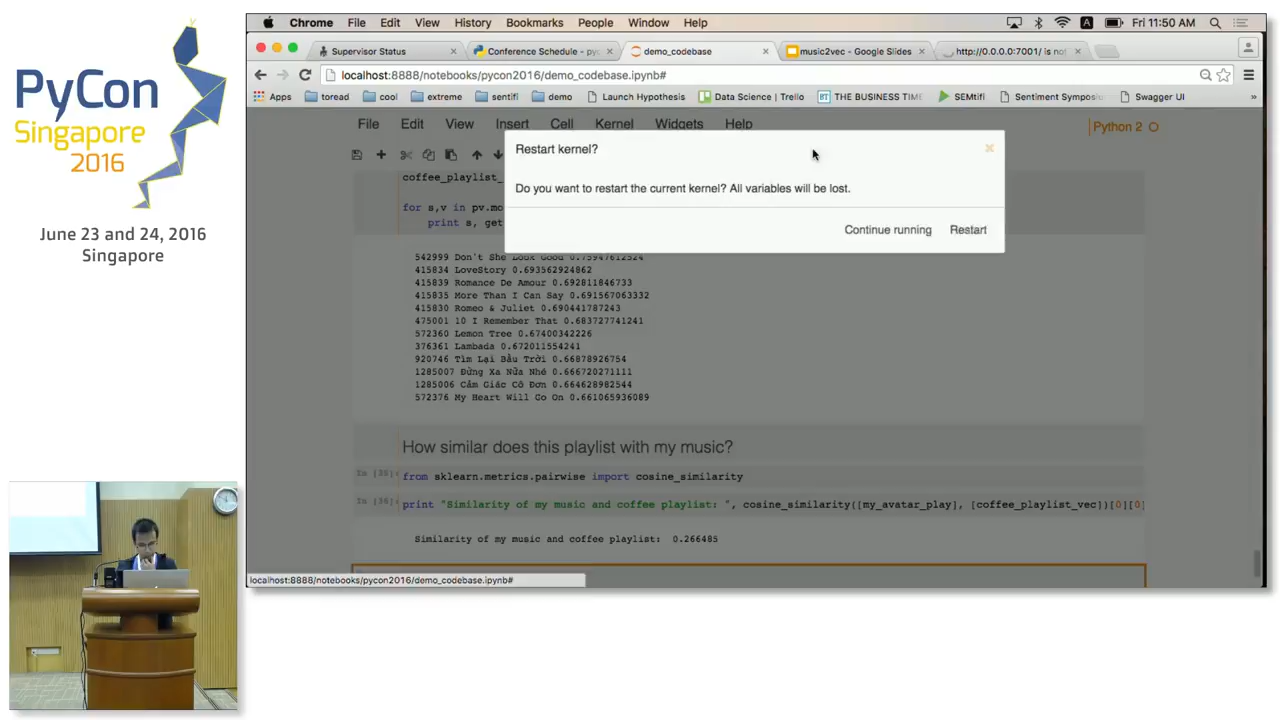 PyCon
Singapore
2016
June 23 and 24, 2016
Singapore
Chrome File Edit View History Bookmarks People Window Help
Fri 11:50 AM
Supervisor Status
Conference Schedule - pyc
demo_codebase
music2vec - Google Slides
http://0.0.0.0:7001/ is not
localhost:8888/notebooks/pycon2016/demo_codebase.ipynb#
Apps toread cool extreme sentifi demo Launch Hypothesis Data Science | Trello BT THE BUSINESS TIME SEMtifi Sentiment Symposiu Swagger UI »
File Edit View Insert Cell Kernel Widgets Help
Python 2
Restart kernel?
Do you want to restart the current kernel? All variables will be lost.
Continue running Restart
coffee_playlist_
for s,v in pv.mo
print s, get
542999 Don't She Look Good 0.75947612524
415834 LoveStory 0.693562924862
415839 Romance De Amour 0.692811846733
415835 More Than I Can Say 0.691567063332
415830 Romeo & Juliet 0.690441787243
475001 10 I Remember That 0.683727741241
572360 Lemon Tree 0.67400342226
376361 Lambada 0.672011554241
920746 Tìm Lại Bầu Trời 0.66878926754
1285007 Đừng Xa Nữa Nhé 0.666720271111
1285006 Cảm Giác Cô Đơn 0.664628982544
572376 My Heart Will Go On 0.661065936089
How similar does this playlist with my music?
In [35]: from sklearn.metrics.pairwise import cosine_similarity
In [36]: print "Similarity of my music and coffee playlist: ", cosine_similarity([my_avatar_play], [coffee_playlist_vec])[0][0]
Similarity of my music and coffee playlist: 0.266485
localhost:8888/notebooks/pycon2016/demo_codebase.ipynb#